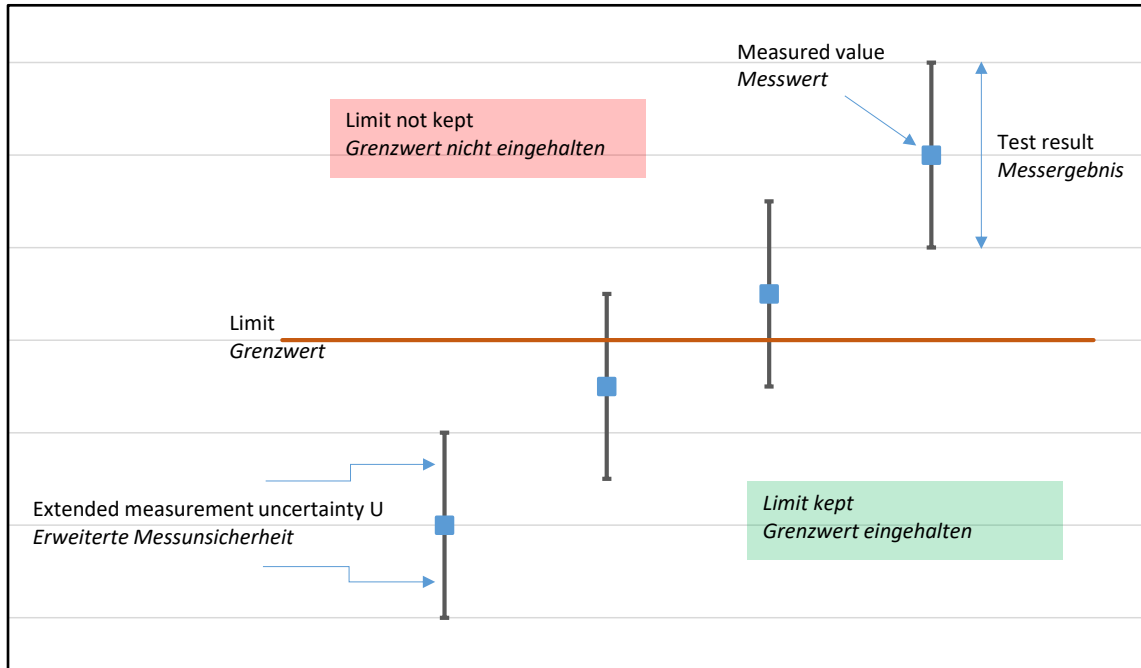 Measured value
Messwert
Limit not kept
Grenzwert nicht eingehalten
Test result
Messergebnis
Limit
Grenzwert
Extended measurement uncertainty U
Erweiterte Messunsicherheit
Limit kept
Grenzwert eingehalten